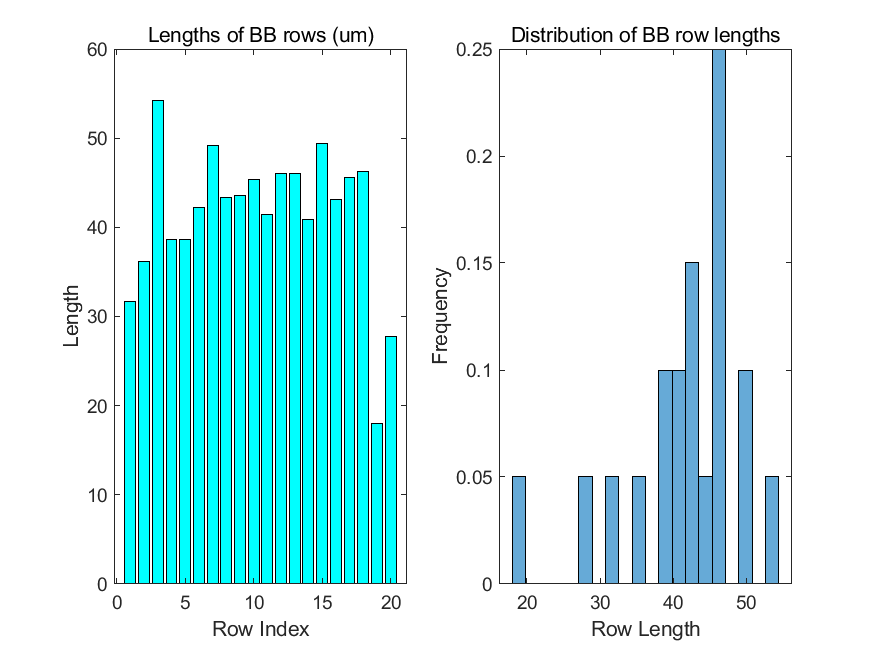 Lengths of BB rows (um)
60
50
40
30
20
10
0
Length
0 5 10 15 20
Row Index
Distribution of BB row lengths
0.25
0.2
0.15
0.1
0.05
0
Frequency
20 30 40 50
Row Length